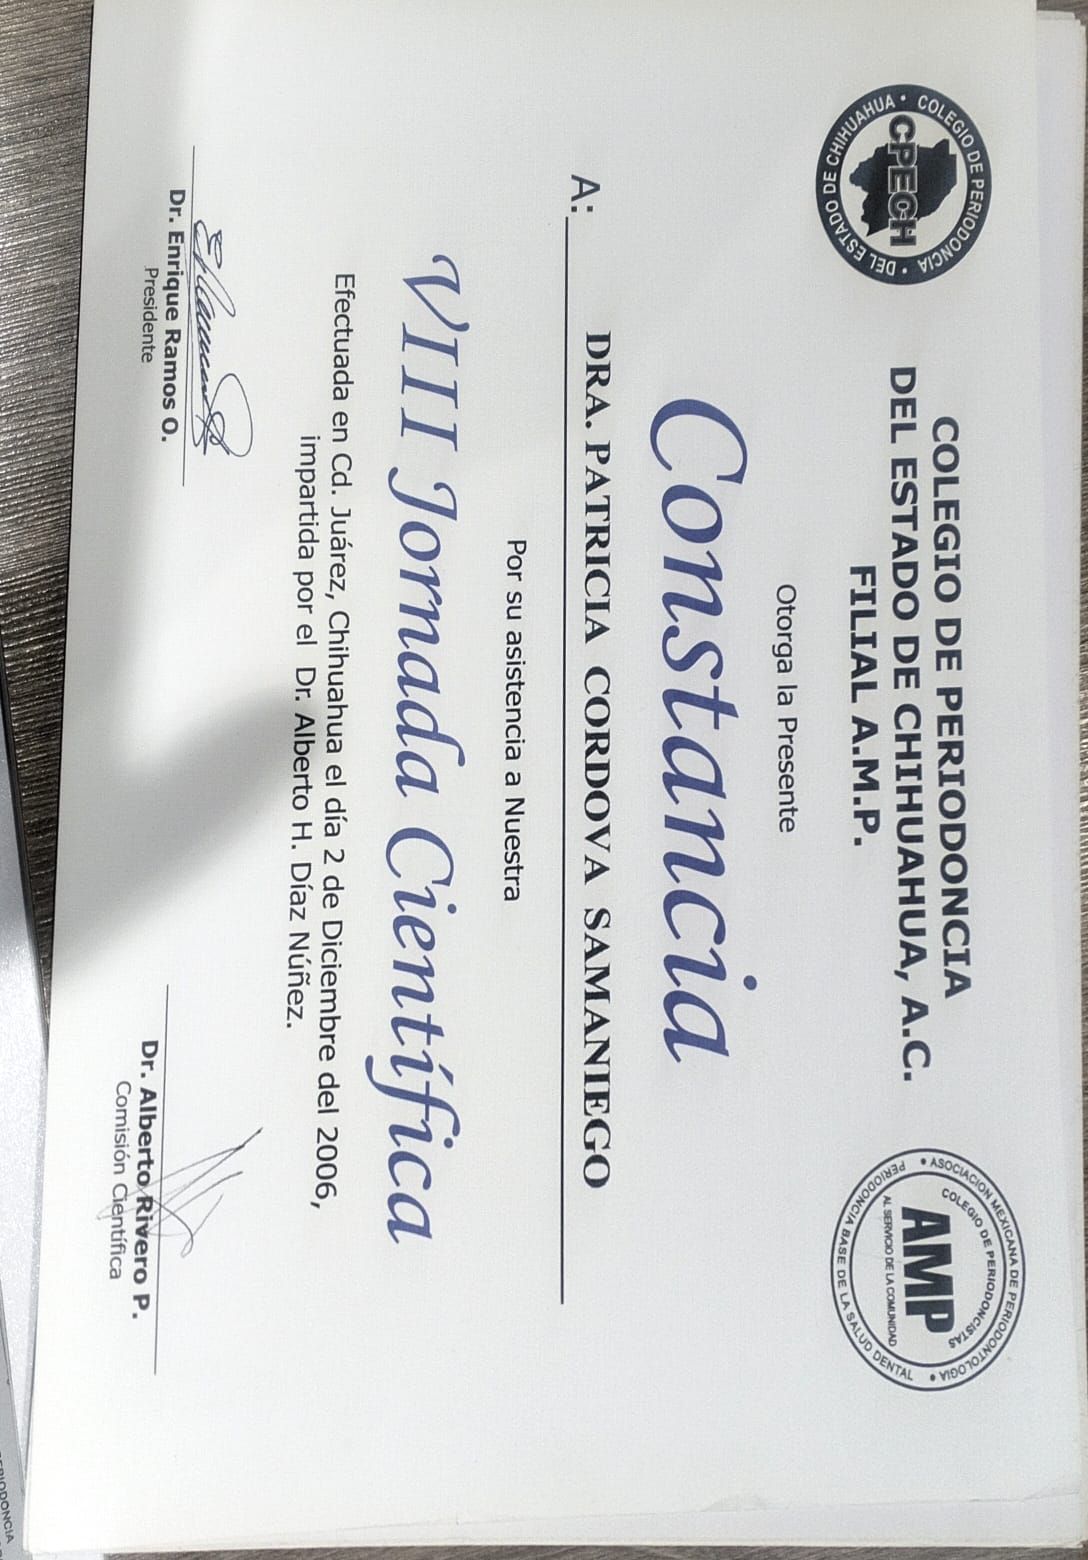 COLEGIO DE PERIODONCIA
DEL ESTADO DE CHIHUAHUA, A.C.
FILIAL A.M.P.
COLEGIO DE PERIODONCIA • DEL ESTADO DE CHIHUAHUA •
CPECH
ASOCIACION MEXICANA DE PERIODONTOLOGIA • PERIODONCIA BASE DE LA SALUD DENTAL •
COLEGIO DE PERIODONCISTAS
AMP
AL SERVICIO DE LA COMUNIDAD
Otorga la Presente
Constancia
A: DRA. PATRICIA CORDOVA SAMANIEGO
Por su asistencia a Nuestra
VIII Jornada Científica
Efectuada en Cd. Juárez, Chihuahua el día 2 de Diciembre del 2006,
impartida por el Dr. Alberto H. Díaz Núñez.
Dr. Enrique Ramos O.
Presidente
Dr. Alberto Rivero P.
Comisión Científica